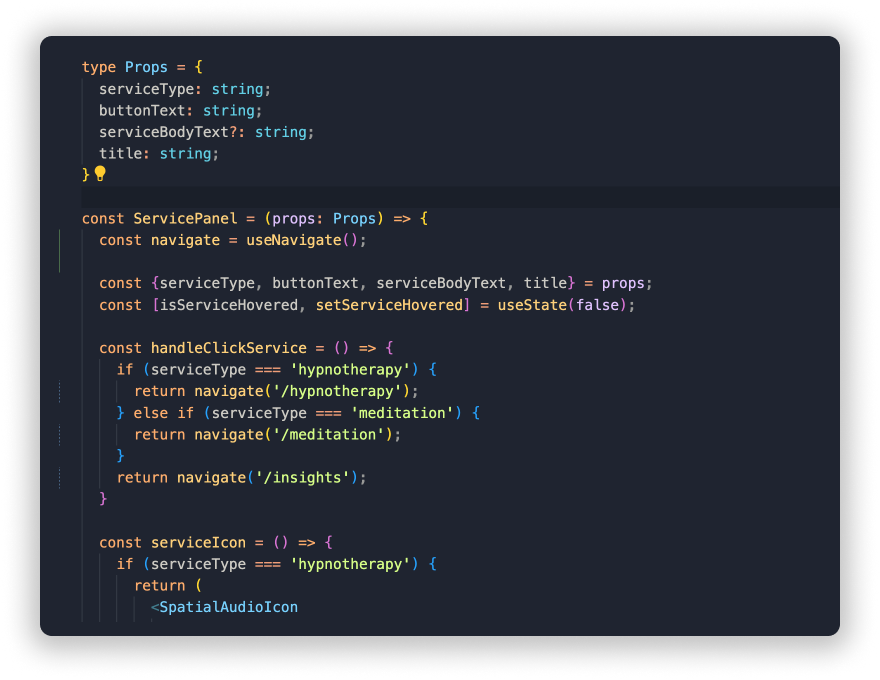 type Props = {
  serviceType: string;
  buttonText: string;
  serviceBodyText?: string;
  title: string;
}
const ServicePanel = (props: Props) => {
  const navigate = useNavigate();
  const {serviceType, buttonText, serviceBodyText, title} = props;
  const [isServiceHovered, setServiceHovered] = useState(false);
  const handleClickService = () => {
    if (serviceType === 'hypnotherapy') {
      return navigate('/hypnotherapy');
    } else if (serviceType === 'meditation') {
      return navigate('/meditation');
    }
    return navigate('/insights');
  }
  const serviceIcon = () => {
    if (serviceType === 'hypnotherapy') {
      return (
        <SpatialAudioIcon